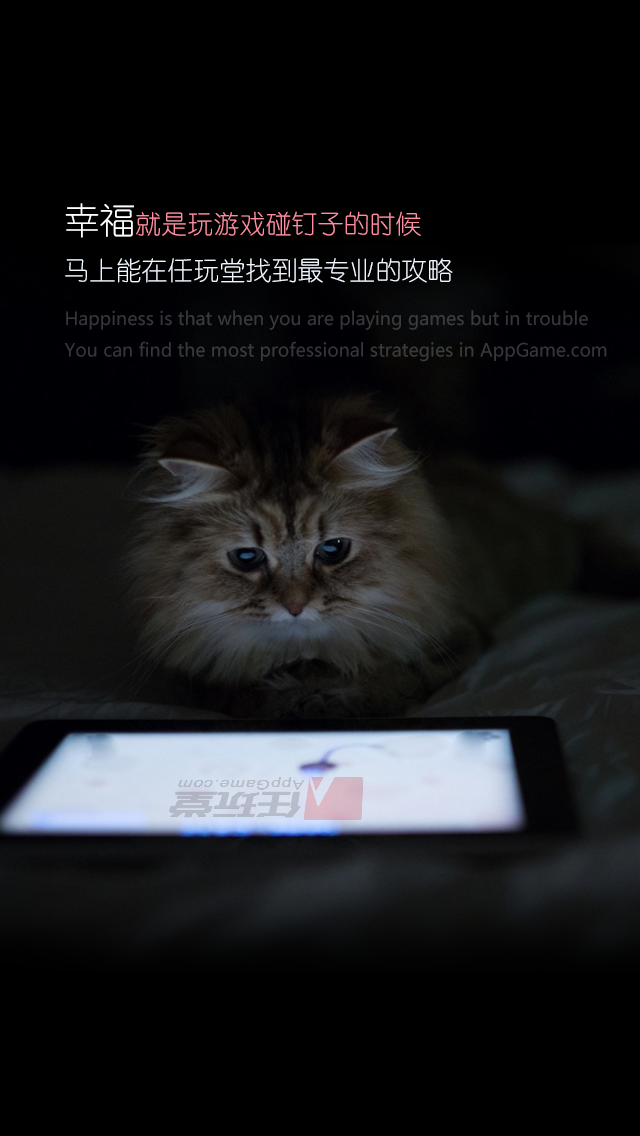 幸福就是玩游戏碰钉子的时候
马上能在任玩堂找到最专业的攻略
Happiness is that when you are playing games but in trouble
You can find the most professional strategies in AppGame.com
AppGame.com
任玩堂